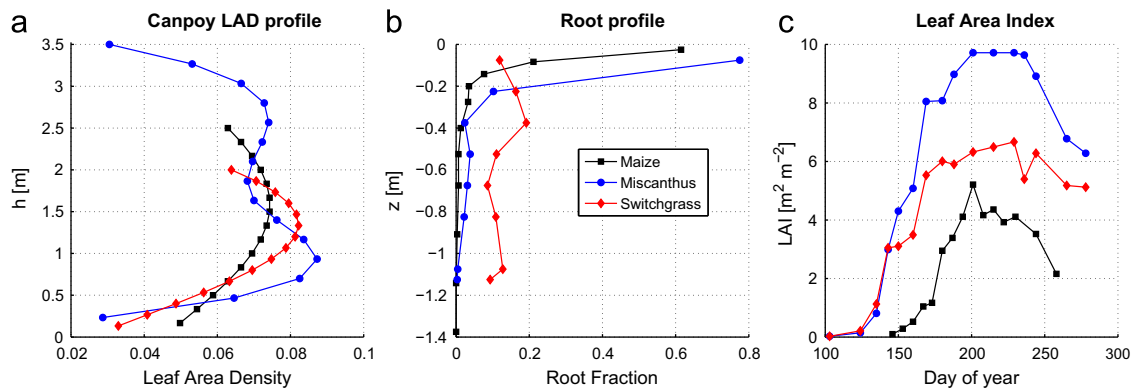 a
Canpoy LAD profile
h [m]
3.5
3
2.5
2
1.5
1
0.5
0
0.02
0.04
0.06
0.08
0.1
Leaf Area Density
b
Root profile
z [m]
0
−0.2
−0.4
−0.6
−0.8
−1
−1.2
−1.4
0
0.2
0.4
0.6
0.8
Root Fraction
Maize
Miscanthus
Switchgrass
c
Leaf Area Index
LAI [m² m⁻²]
10
8
6
4
2
0
100
150
200
250
300
Day of year